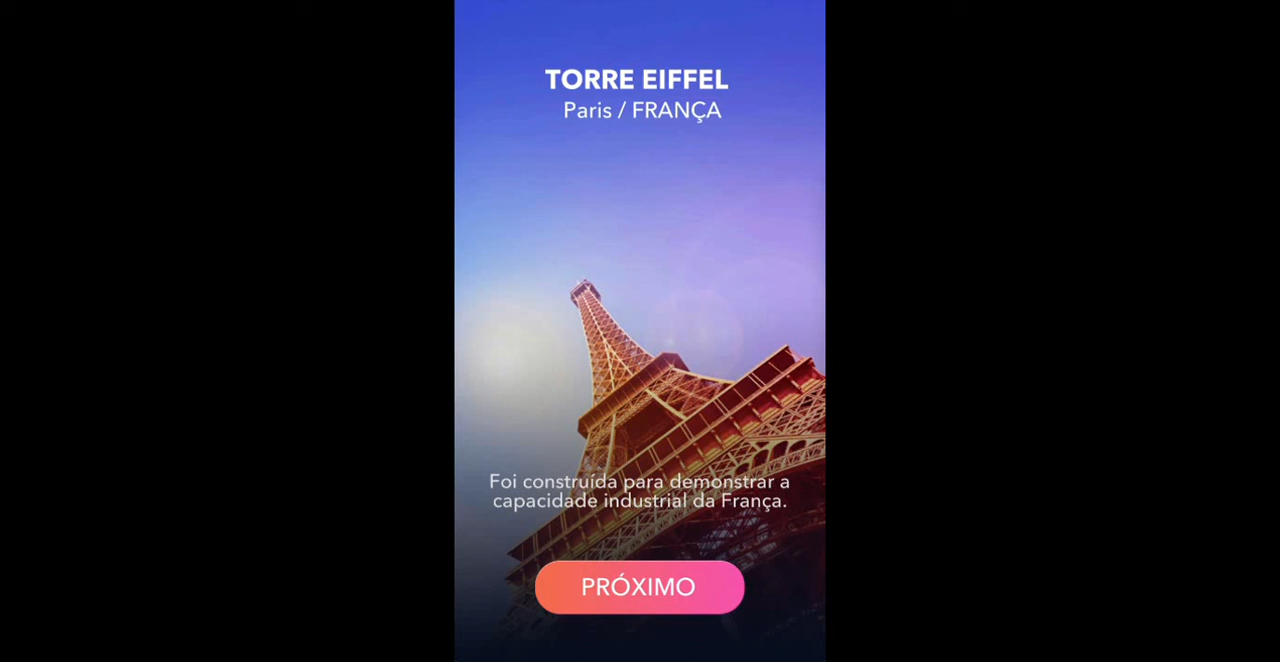 TORRE EIFFEL
Paris / FRANÇA
Foi construída para demonstrar a
capacidade industrial da França.
PRÓXIMO